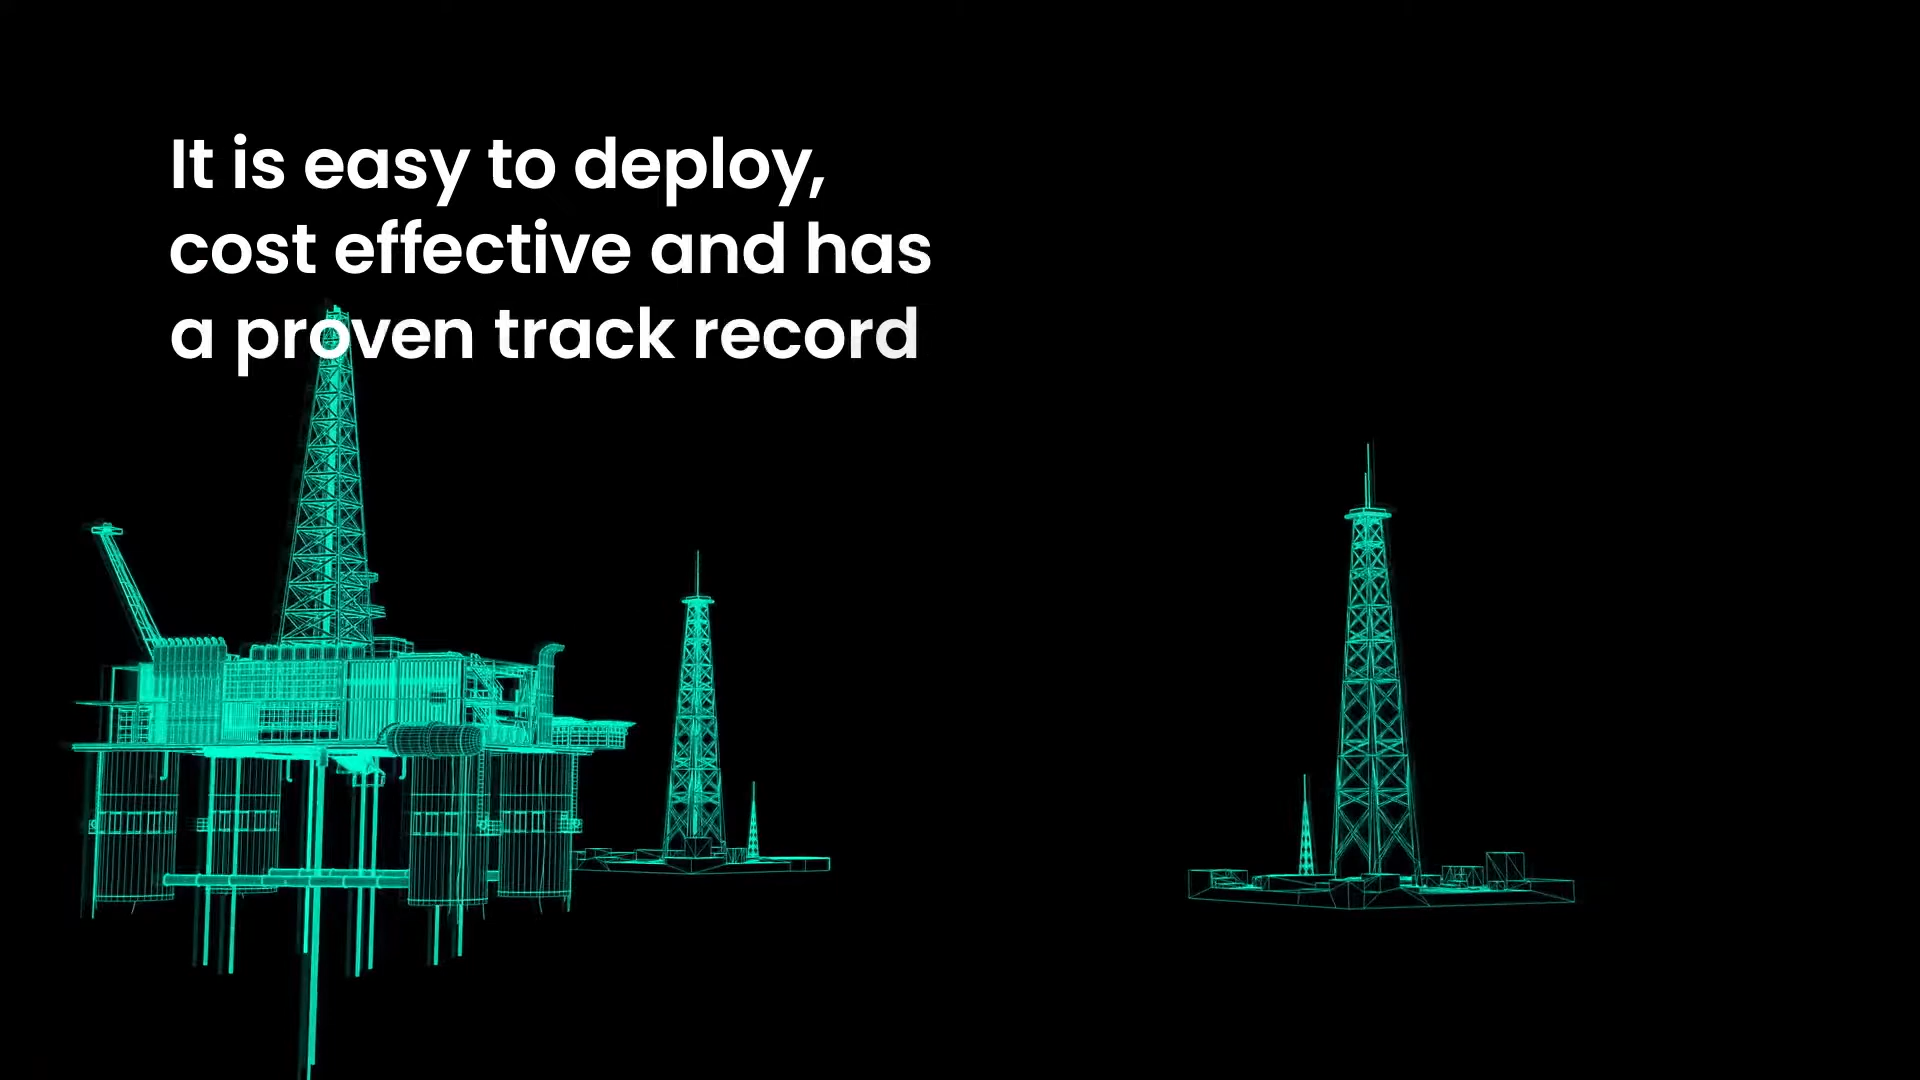 It is easy to deploy,
cost effective and has
a proven track record